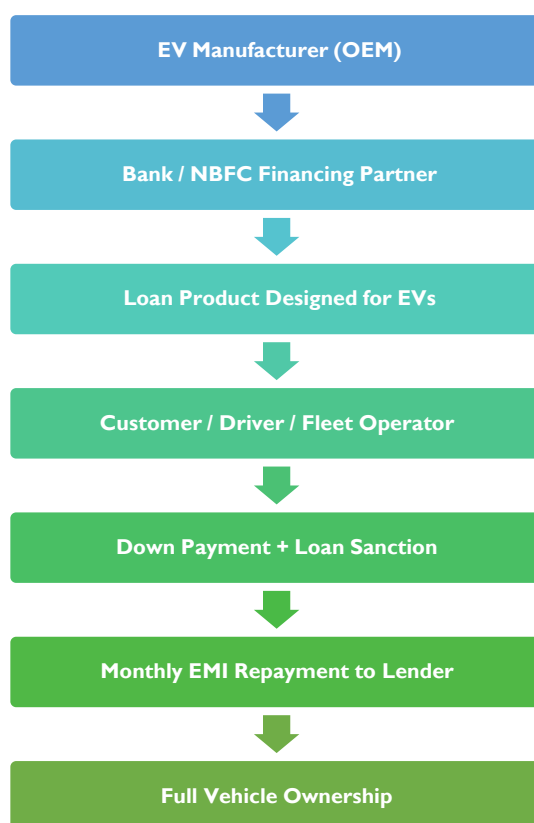 EV Manufacturer (OEM)
Bank / NBFC Financing Partner
Loan Product Designed for EVs
Customer / Driver / Fleet Operator
Down Payment + Loan Sanction
Monthly EMI Repayment to Lender
Full Vehicle Ownership